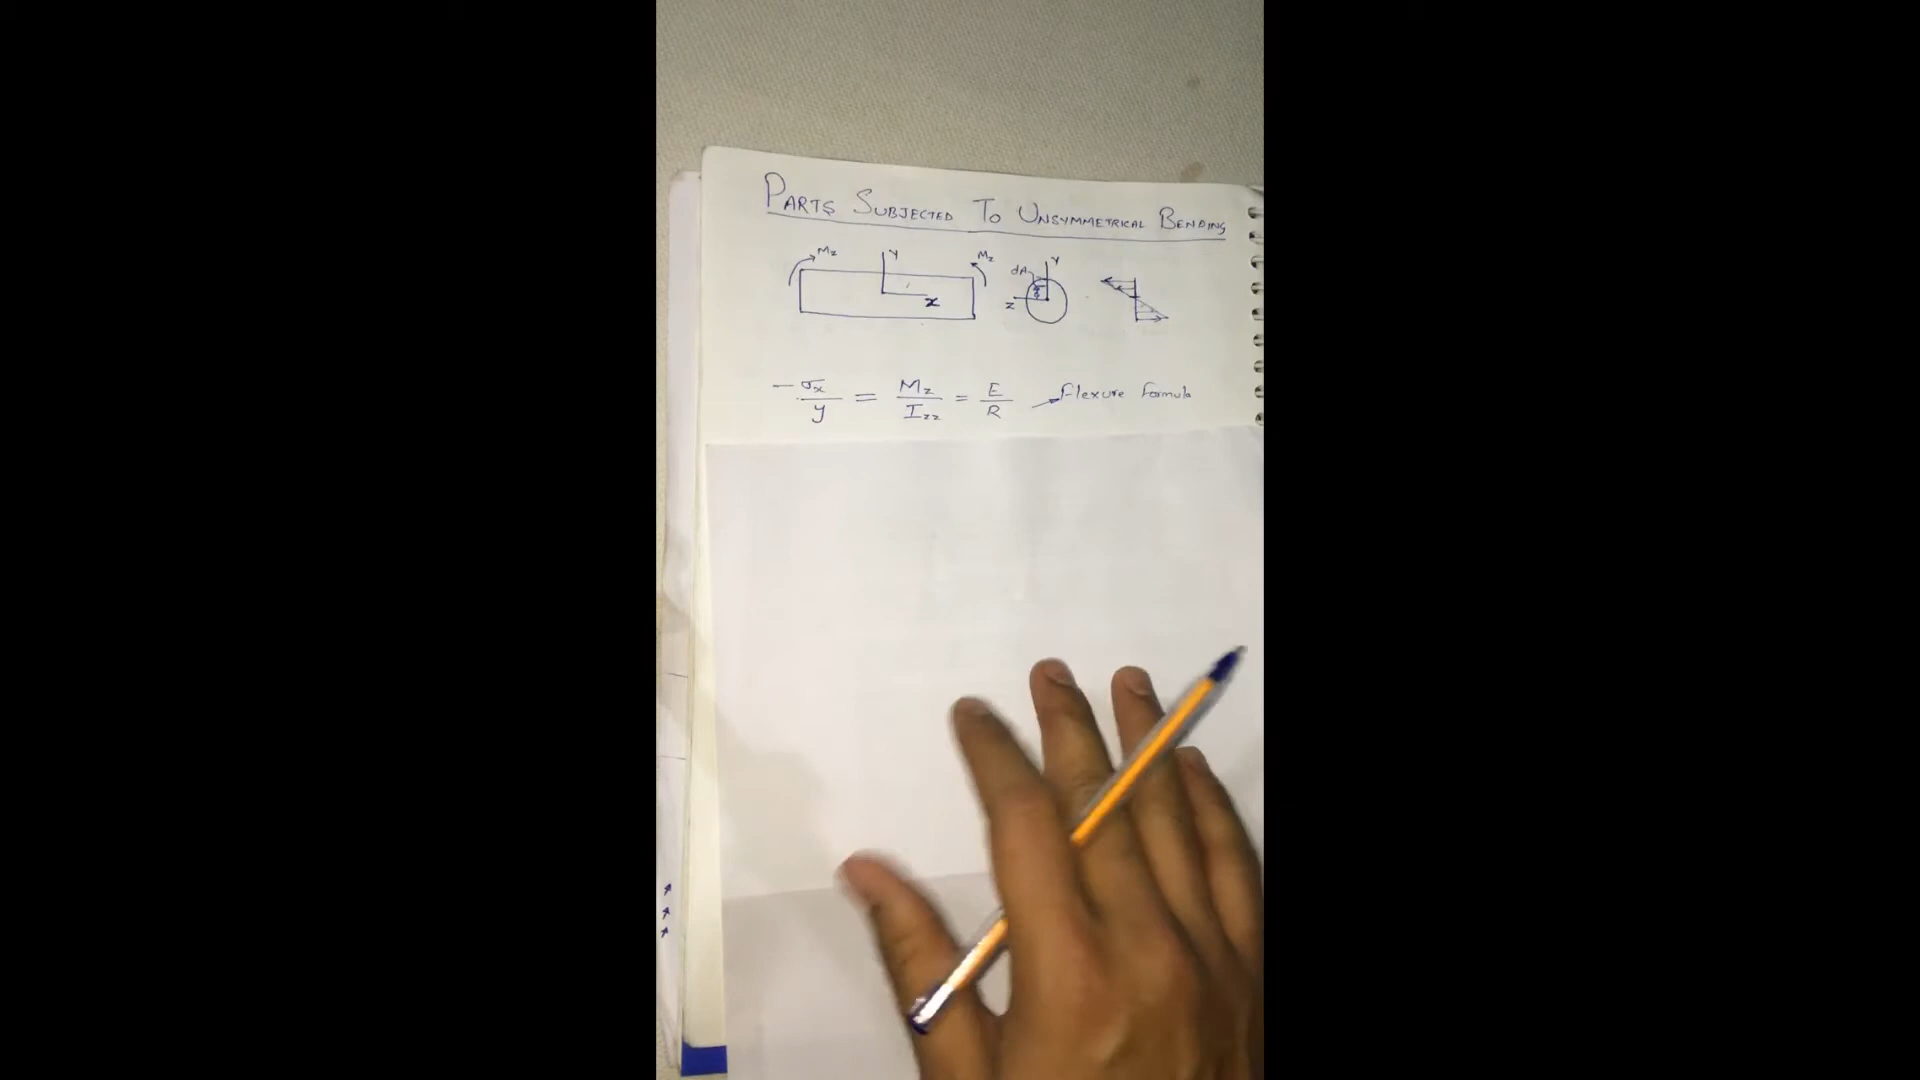 PARTS SUBJECTED TO UNSYMMETRICAL BENDING
Mz y x Mz dA y z
-σx/y = Mz/Izz = E/R → flexure formula